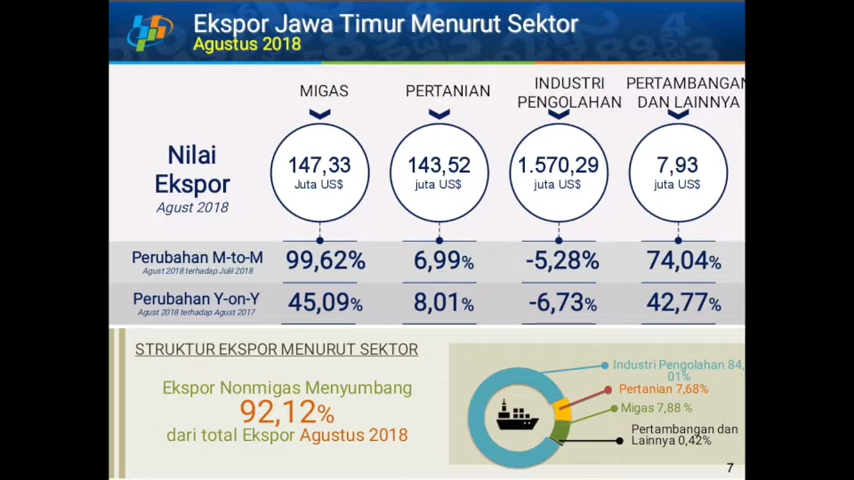 Ekspor Jawa Timur Menurut Sektor
Agustus 2018
MIGAS
PERTANIAN
INDUSTRI
PENGOLAHAN
PERTAMBANGAN
DAN LAINNYA
Nilai
Ekspor
Agust 2018
147,33
Juta US$
143,52
juta US$
1.570,29
juta US$
7,93
juta US$
Perubahan M-to-M
Agust 2018 terhadap Julil 2018
99,62%
6,99%
-5,28%
74,04%
Perubahan Y-on-Y
Agust 2018 terhadap Agust 2017
45,09%
8,01%
-6,73%
42,77%
STRUKTUR EKSPOR MENURUT SEKTOR
Ekspor Nonmigas Menyumbang
92,12%
dari total Ekspor Agustus 2018
Industri Pengolahan 84,
01%
Pertanian 7,68%
Migas 7,88 %
Pertambangan dan
Lainnya 0,42%
7